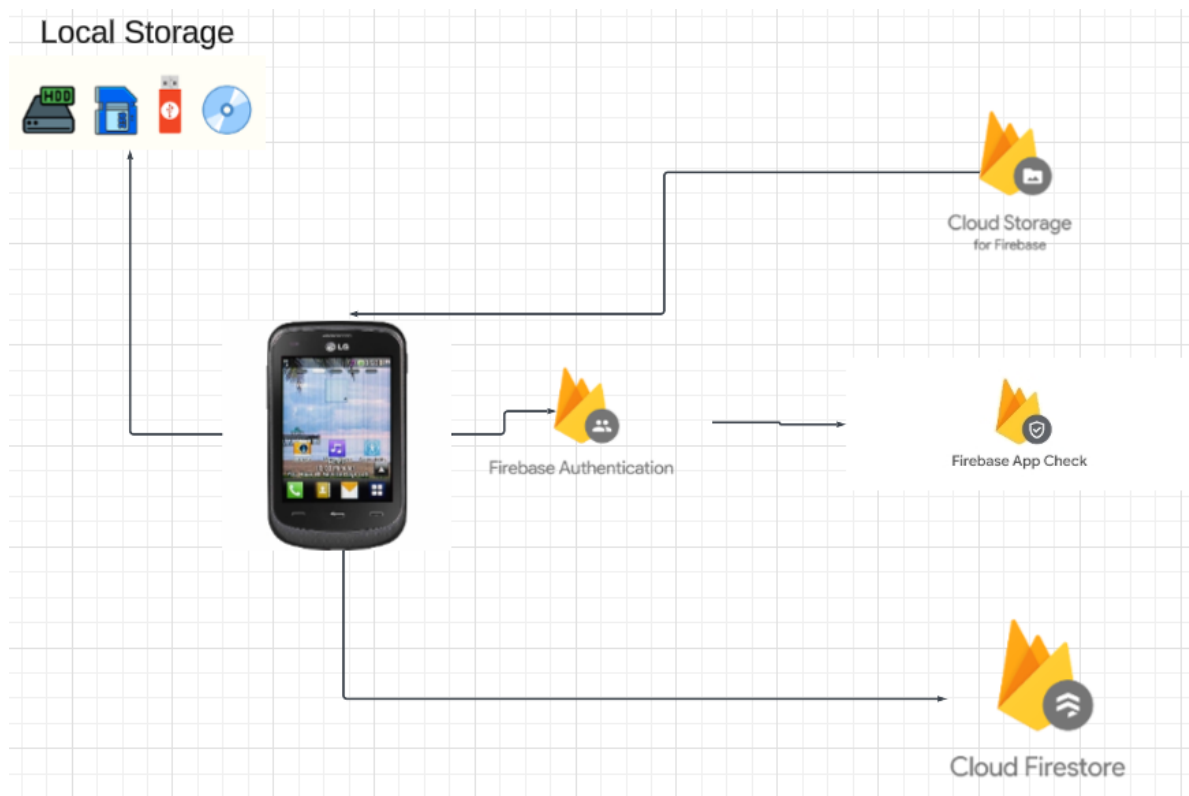 Local Storage
HDD
Cloud Storage
for Firebase
LG
Firebase Authentication
Firebase App Check
Cloud Firestore